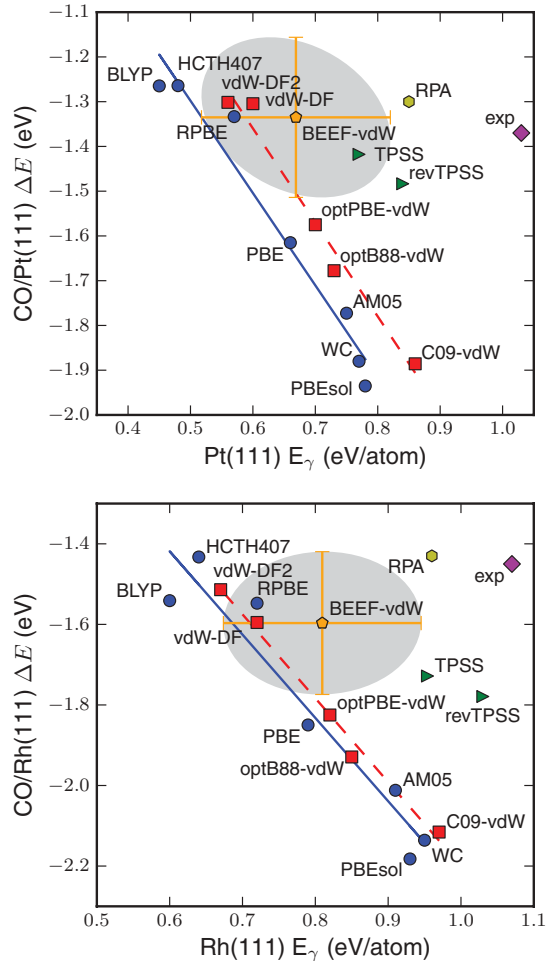 −1.1
−1.2
−1.3
−1.4
−1.5
−1.6
−1.7
−1.8
−1.9
−2.0
CO/Pt(111) ΔE (eV)
BLYP
HCTH407
vdW-DF2
vdW-DF
RPBE
BEEF-vdW
RPA
exp
TPSS
revTPSS
optPBE-vdW
PBE
optB88-vdW
AM05
WC
C09-vdW
PBEsol
0.4 0.5 0.6 0.7 0.8 0.9 1.0
Pt(111) Eγ (eV/atom)
−1.4
−1.6
−1.8
−2.0
−2.2
CO/Rh(111) ΔE (eV)
HCTH407
vdW-DF2
BLYP
RPBE
RPA
exp
BEEF-vdW
vdW-DF
TPSS
optPBE-vdW
revTPSS
PBE
optB88-vdW
AM05
C09-vdW
WC
PBEsol
0.5 0.6 0.7 0.8 0.9 1.0 1.1
Rh(111) Eγ (eV/atom)